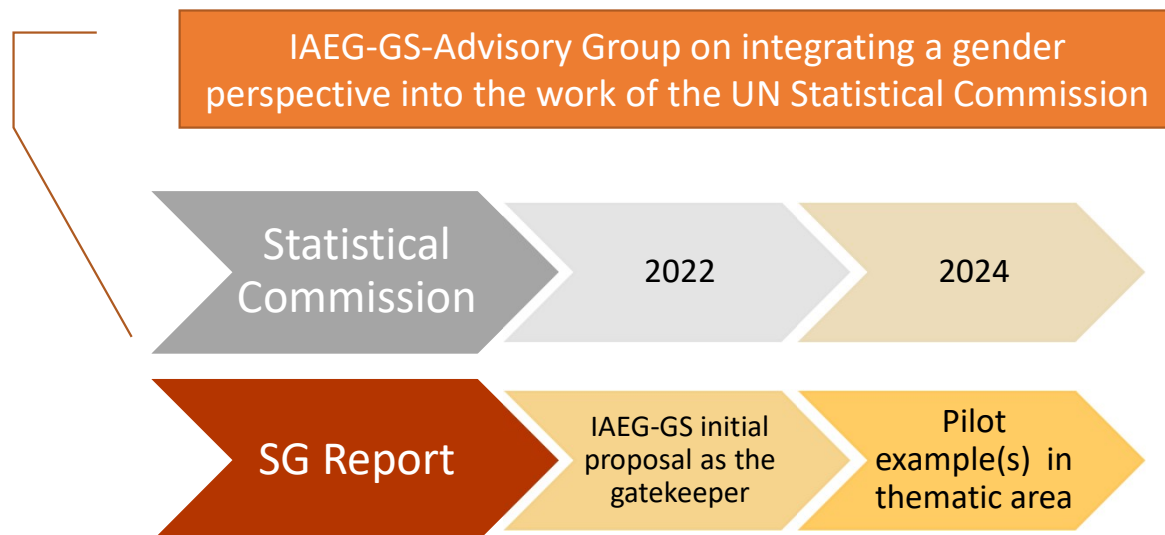 IAEG-GS-Advisory Group on integrating a gender
perspective into the work of the UN Statistical Commission
Statistical
Commission
2022
2024
SG Report
IAEG-GS initial
proposal as the
gatekeeper
Pilot
example(s) in
thematic area